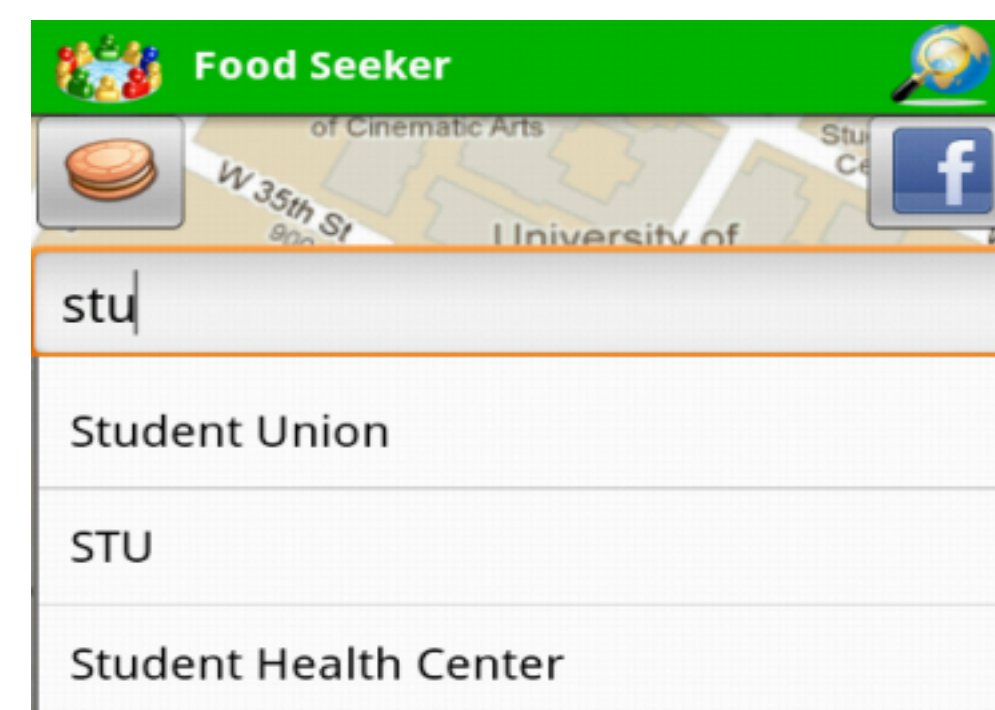 Food Seeker
of Cinematic Arts
W 35th St
University of
f
stu
Student Union
STU
Student Health Center